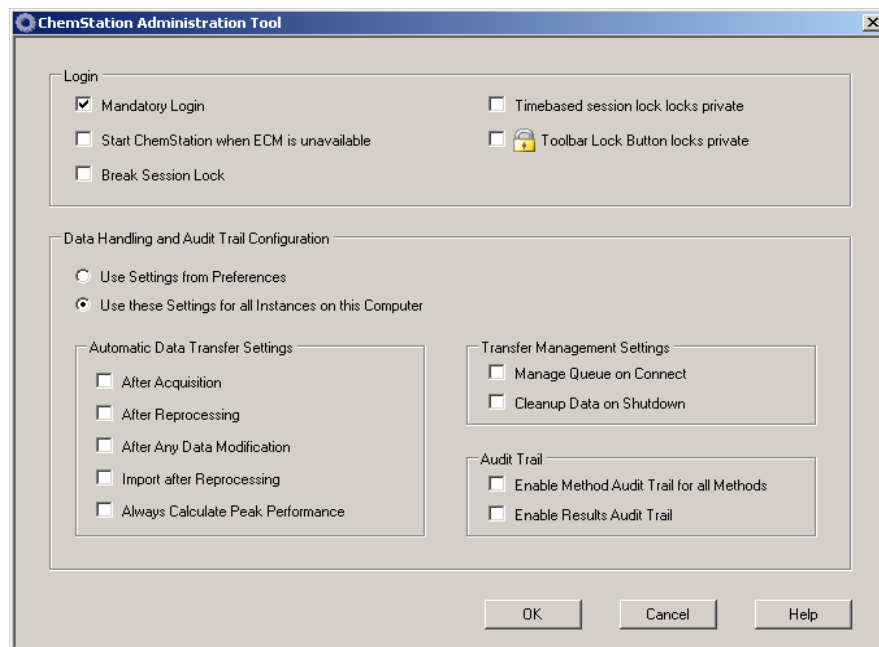 ChemStation Administration Tool
Login
Mandatory Login
Start ChemStation when ECM is unavailable
Break Session Lock
Timebased session lock locks private
Toolbar Lock Button locks private
Data Handling and Audit Trail Configuration
Use Settings from Preferences
Use these Settings for all Instances on this Computer
Automatic Data Transfer Settings
After Acquisition
After Reprocessing
After Any Data Modification
Import after Reprocessing
Always Calculate Peak Performance
Transfer Management Settings
Manage Queue on Connect
Cleanup Data on Shutdown
Audit Trail
Enable Method Audit Trail for all Methods
Enable Results Audit Trail
OK
Cancel
Help